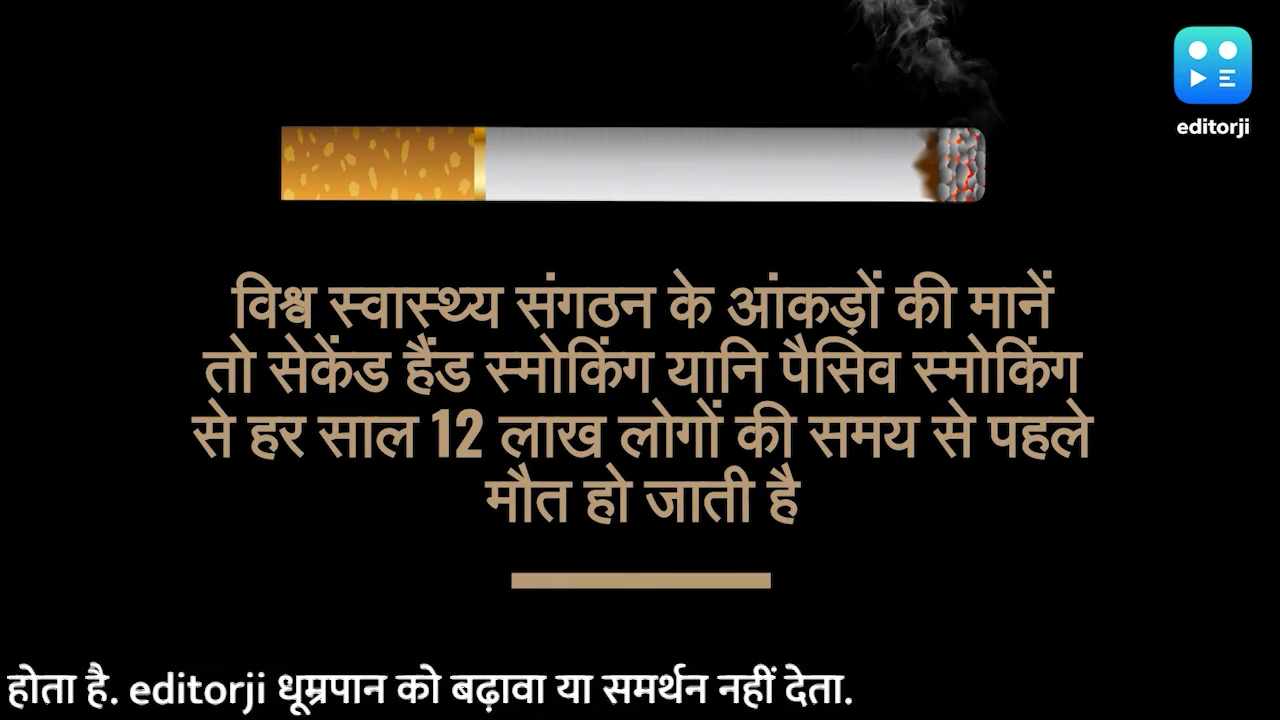 editorji
विश्व स्वास्थ्य संगठन के आंकड़ों की मानें
तो सेकेंड हैंड स्मोकिंग यानि पैसिव स्मोकिंग
से हर साल 12 लाख लोगों की समय से पहले
मौत हो जाती है
होता है. editorji धूम्रपान को बढ़ावा या समर्थन नहीं देता.